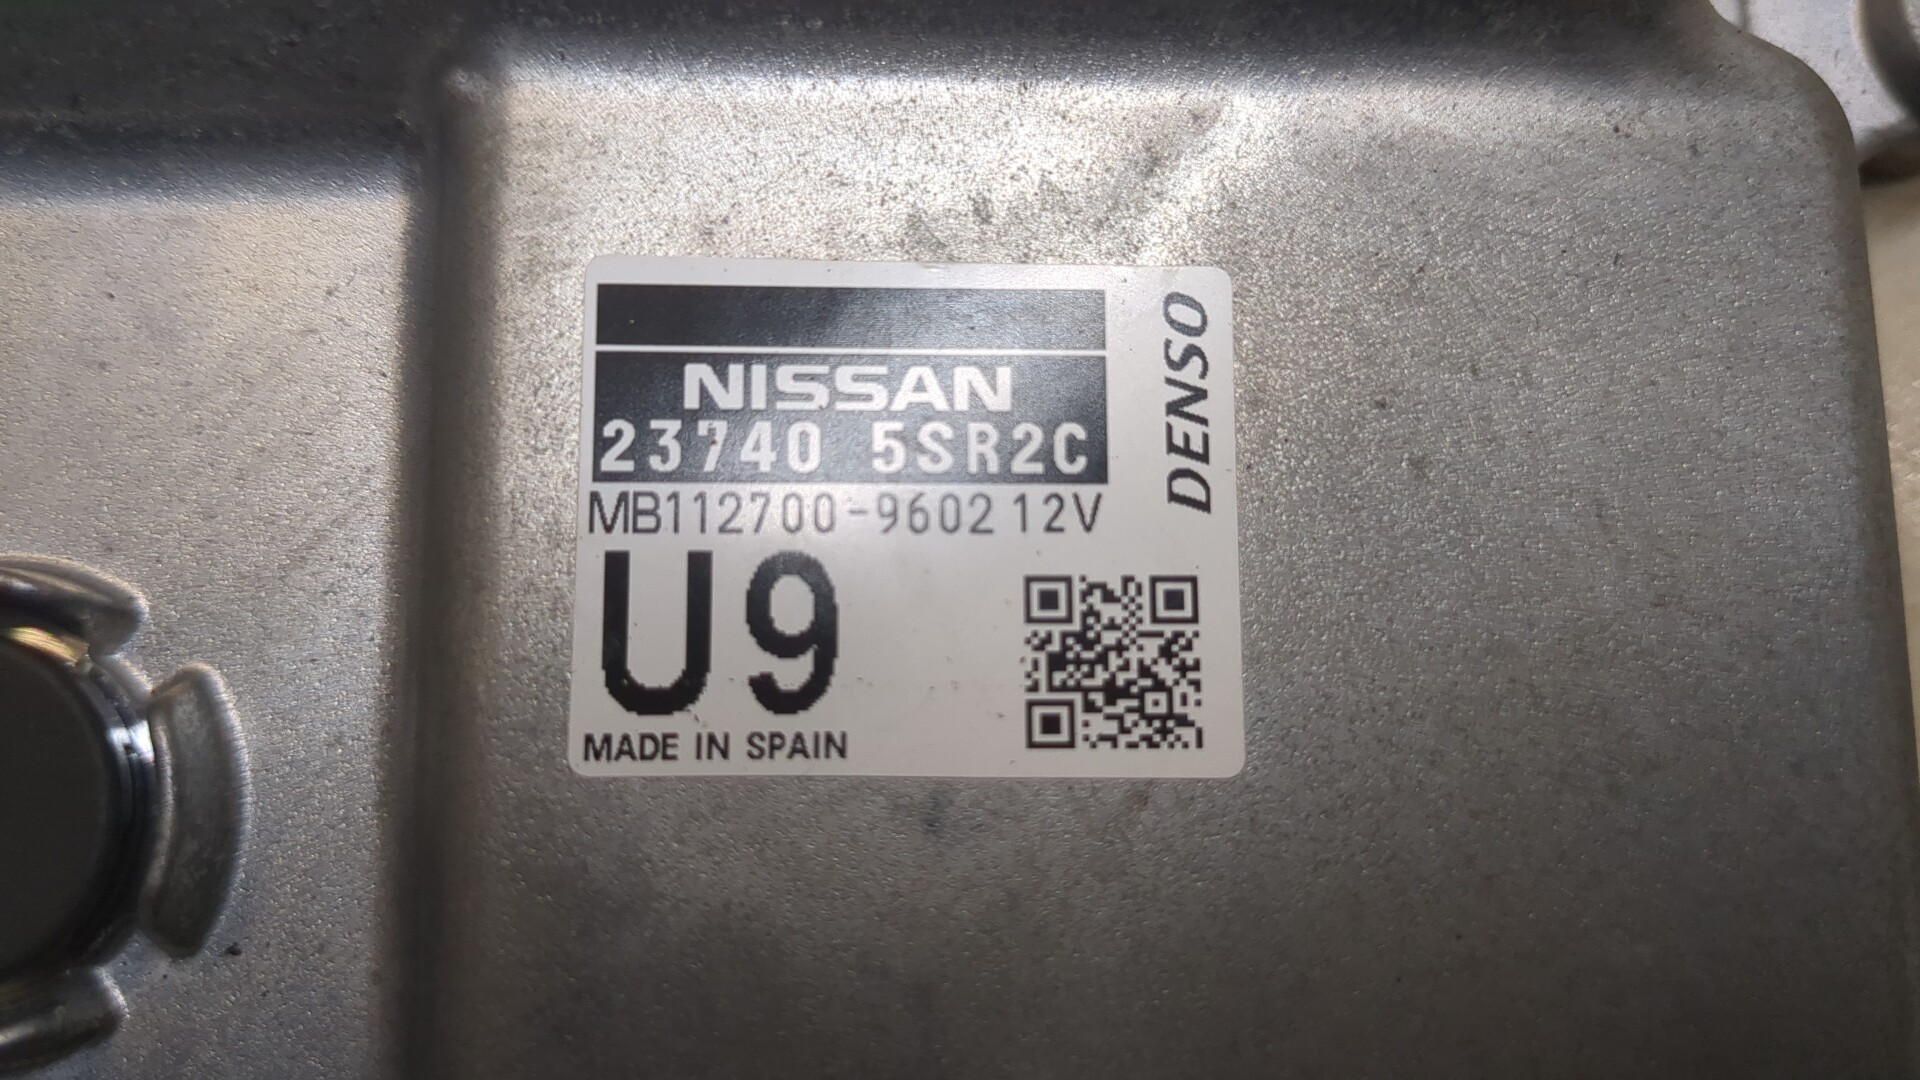 NISSAN
23740 5SR2C
MB112700-9602 12V
U9
MADE IN SPAIN
DENSO